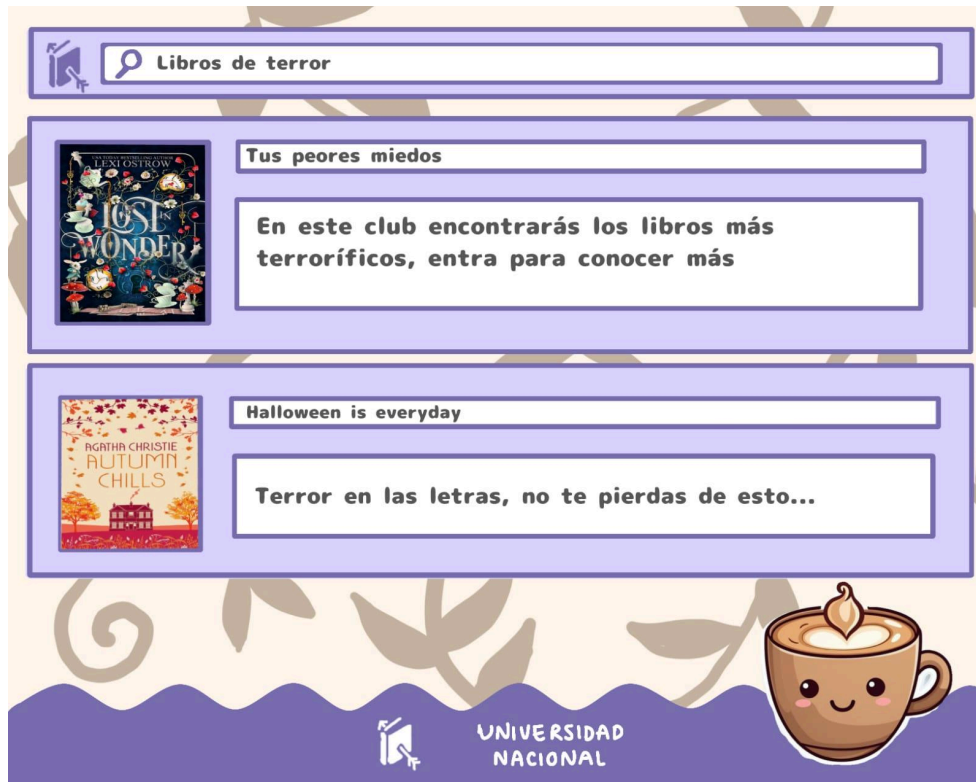 Libros de terror
USA TODAY BESTSELLING AUTHOR
LEXI OSTROW
LOST IN
WONDER
Tus peores miedos
En este club encontrarás los libros más
terroríficos, entra para conocer más
AGATHA CHRISTIE
AUTUMN
CHILLS
Halloween is everyday
Terror en las letras, no te pierdas de esto...
UNIVERSIDAD
NACIONAL